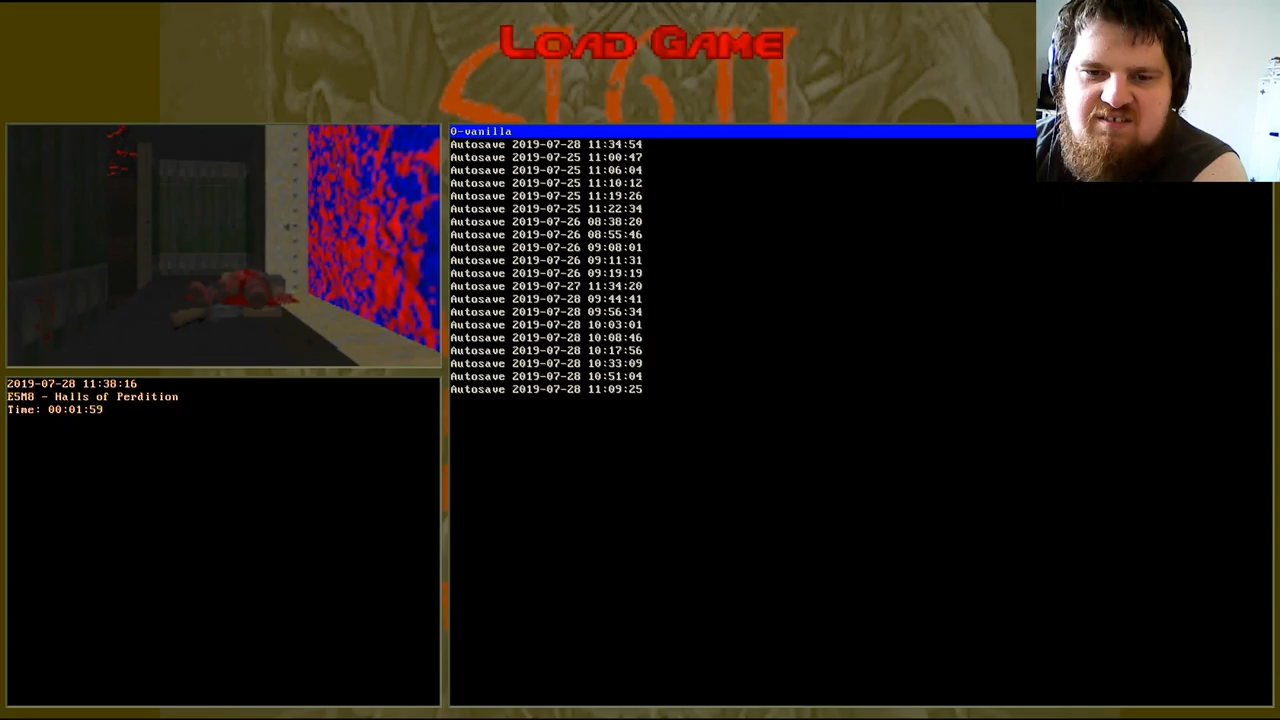 LOAD GAME
0-vanilla
Autosave 2019-07-28 11:34:54
Autosave 2019-07-25 11:00:47
Autosave 2019-07-25 11:06:04
Autosave 2019-07-25 11:10:12
Autosave 2019-07-25 11:19:26
Autosave 2019-07-25 11:22:34
Autosave 2019-07-26 08:38:20
Autosave 2019-07-26 08:55:46
Autosave 2019-07-26 09:08:01
Autosave 2019-07-26 09:11:31
Autosave 2019-07-26 09:19:19
Autosave 2019-07-27 11:34:20
Autosave 2019-07-28 09:44:41
Autosave 2019-07-28 09:56:34
Autosave 2019-07-28 10:03:01
Autosave 2019-07-28 10:08:46
Autosave 2019-07-28 10:17:56
Autosave 2019-07-28 10:33:09
Autosave 2019-07-28 10:51:04
Autosave 2019-07-28 11:09:25
2019-07-28 11:38:16
E5M8 - Halls of Perdition
Time: 00:01:59